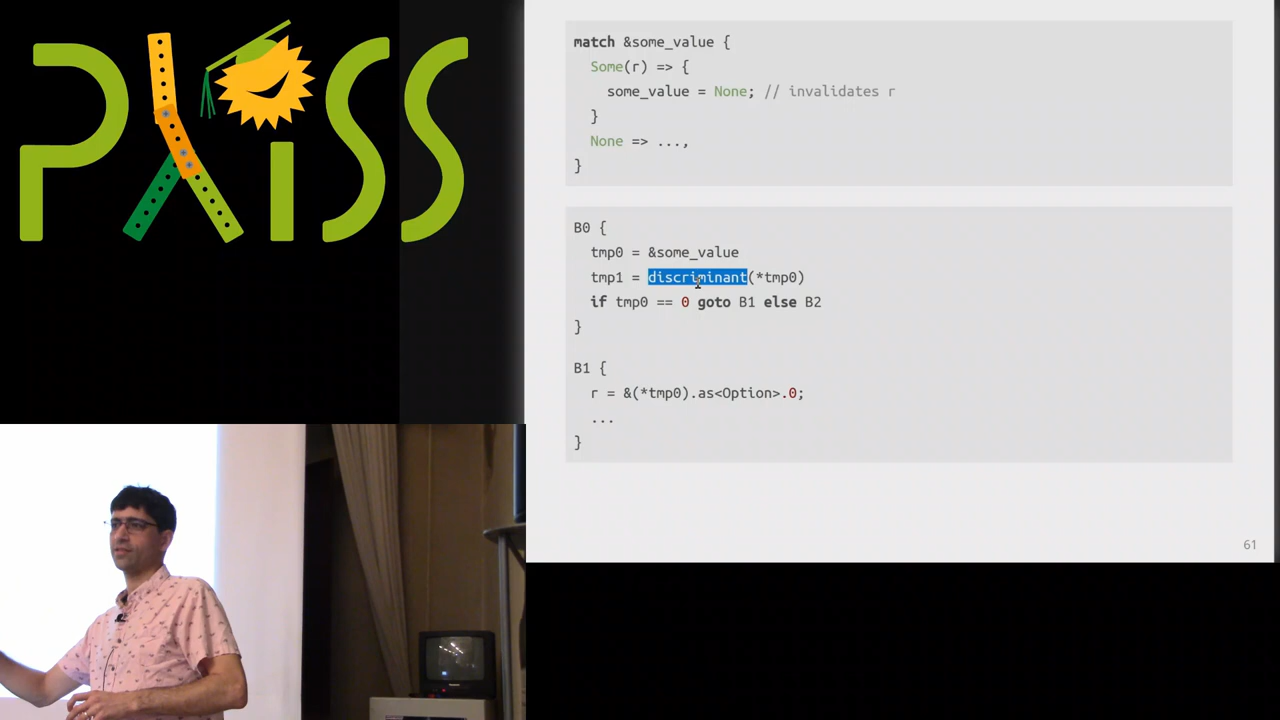 PLISS
match &some_value {
Some(r) => {
some_value = None; // invalidates r
}
None => ...,
}
B0 {
tmp0 = &some_value
tmp1 = discriminant(*tmp0)
if tmp0 == 0 goto B1 else B2
}
B1 {
r = &(*tmp0).as<Option>.0;
...
}
61